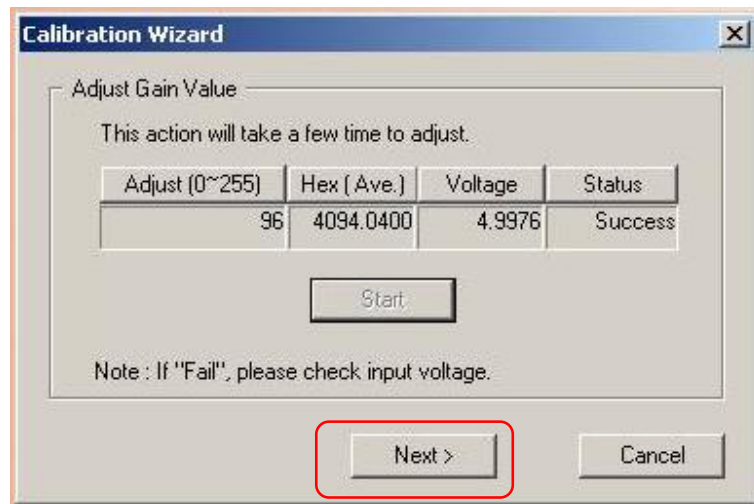 Calibration Wizard
Adjust Gain Value
This action will take a few time to adjust.
Adjust (0~255) Hex ( Ave.) Voltage Status
96 4094.0400 4.9976 Success
Start
Note : If "Fail", please check input voltage.
Next > Cancel